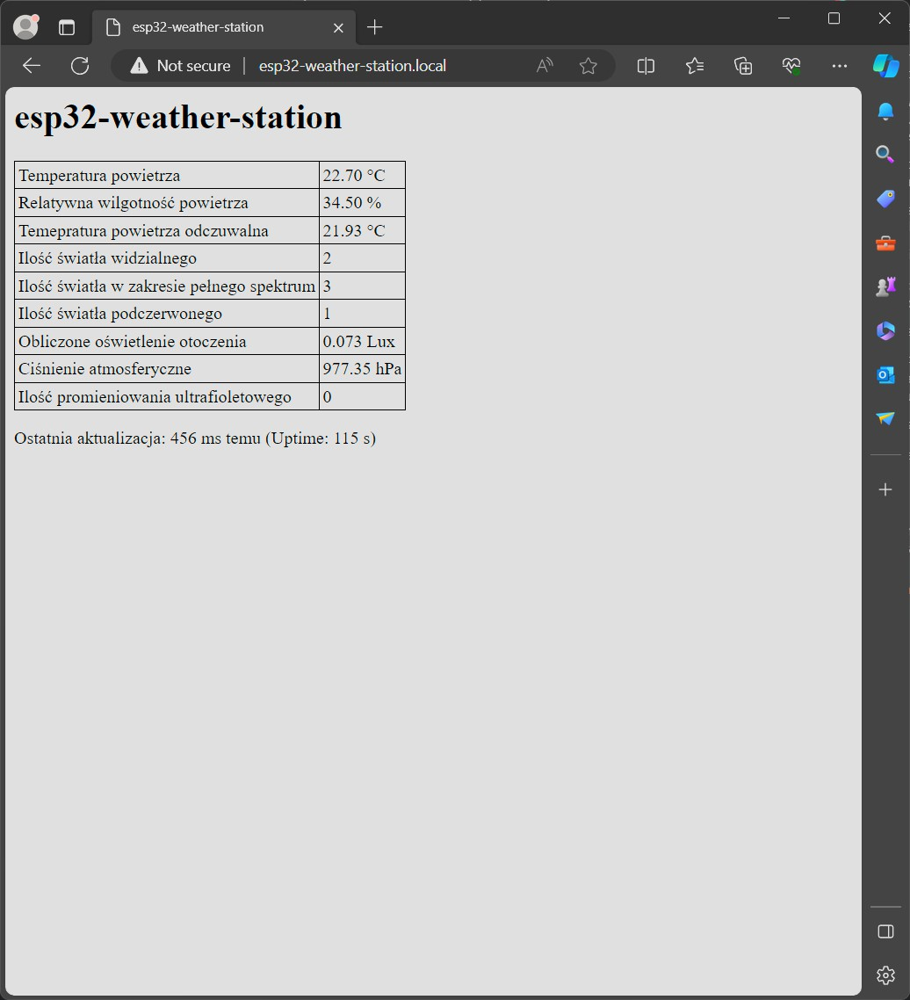 esp32-weather-station
Not secure esp32-weather-station.local
esp32-weather-station
Temperatura powietrza 22.70 °C
Relatywna wilgotność powietrza 34.50 %
Temepratura powietrza odczuwalna 21.93 °C
Ilość światła widzialnego 2
Ilość światła w zakresie pełnego spektrum 3
Ilość światła podczerwonego 1
Obliczone oświetlenie otoczenia 0.073 Lux
Ciśnienie atmosferyczne 977.35 hPa
Ilość promieniowania ultrafioletowego 0
Ostatnia aktualizacja: 456 ms temu (Uptime: 115 s)